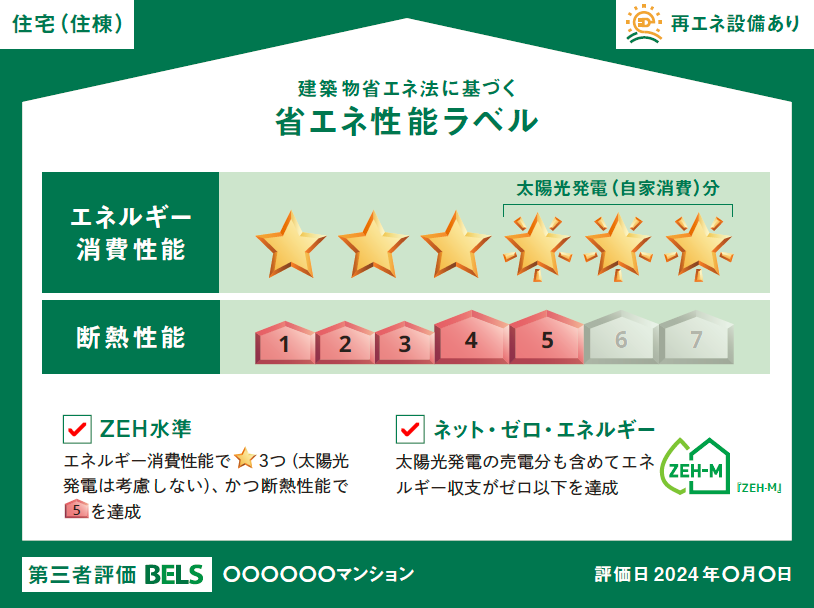 住宅（住棟）
再エネ設備あり
建築物省エネ法に基づく
省エネ性能ラベル
エネルギー
消費性能
太陽光発電（自家消費）分
断熱性能
1 2 3 4 5 6 7
ZEH水準
エネルギー消費性能で3つ（太陽光
発電は考慮しない）、かつ断熱性能で
5を達成
ネット・ゼロ・エネルギー
太陽光発電の売電分も含めてエネ
ルギー収支がゼロ以下を達成
ZEH-M
『ZEH-M』
第三者評価 BELS 〇〇〇〇〇〇マンション
評価日2024年〇月〇日